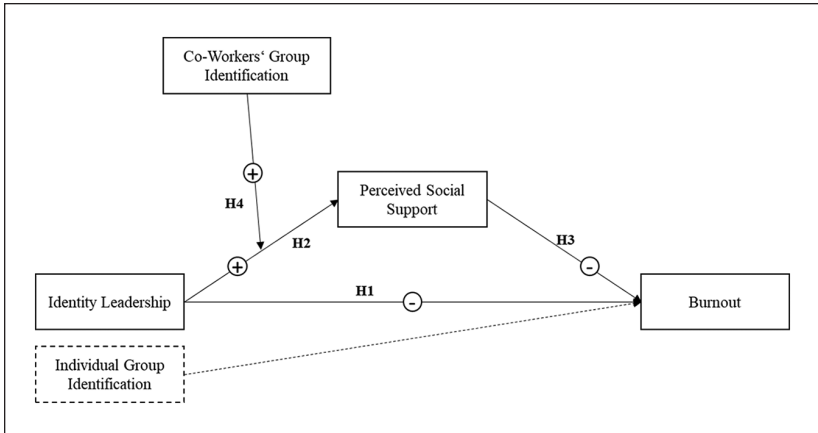 Co-Workers‘ Group
Identification
+
H4
Perceived Social
Support
H2
+
H3
-
Identity Leadership
H1
-
Burnout
Individual Group
Identification